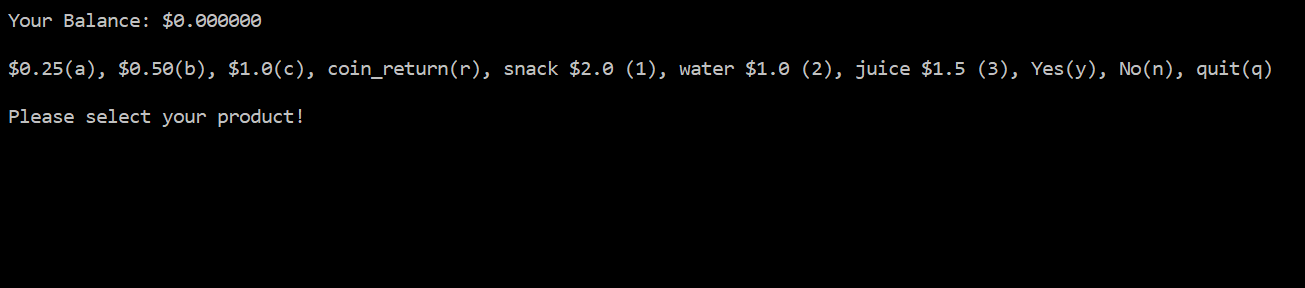 Your Balance: $0.000000
$0.25(a), $0.50(b), $1.0(c), coin_return(r), snack $2.0 (1), water $1.0 (2), juice $1.5 (3), Yes(y), No(n), quit(q)
Please select your product!